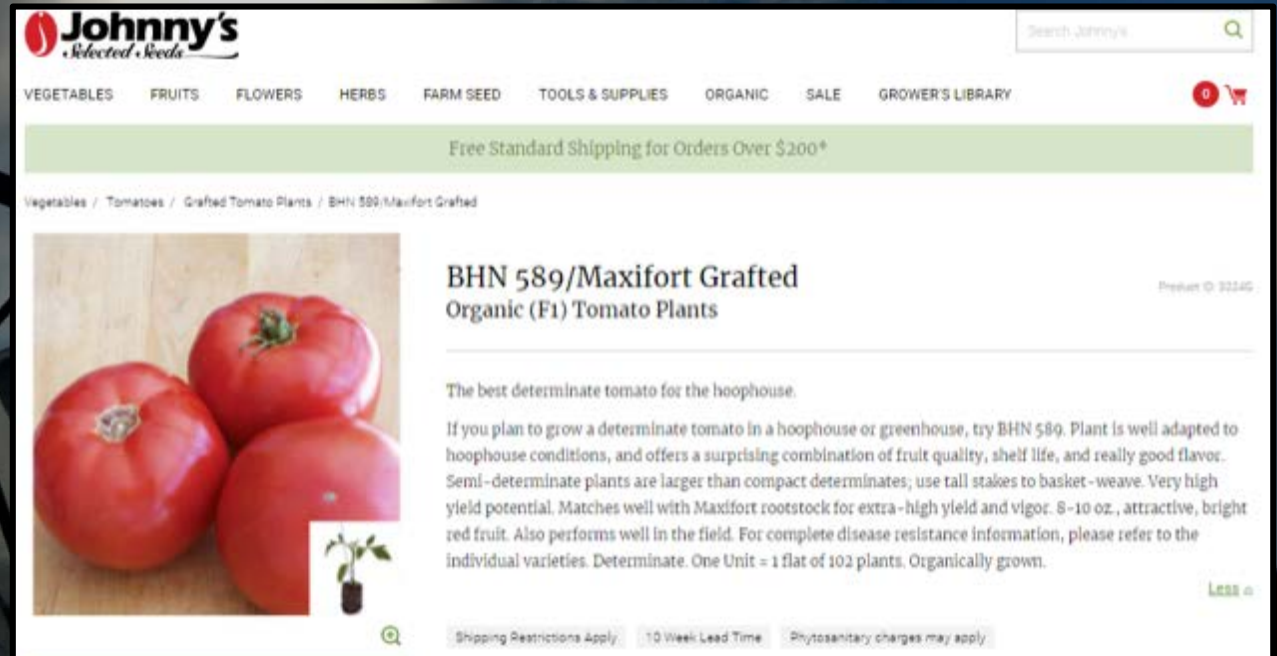 Johnny's
Selected Seeds
Search Johnny's
VEGETABLES FRUITS FLOWERS HERBS FARM SEED TOOLS & SUPPLIES ORGANIC SALE GROWER'S LIBRARY 0
Free Standard Shipping for Orders Over $200*
Vegetables / Tomatoes / Grafted Tomato Plants / BHN 589/Maxifort Grafted
BHN 589/Maxifort Grafted
Organic (F1) Tomato Plants
Product ID: 3224G
The best determinate tomato for the hoophouse.
If you plan to grow a determinate tomato in a hoophouse or greenhouse, try BHN 589. Plant is well adapted to
hoophouse conditions, and offers a surprising combination of fruit quality, shelf life, and really good flavor.
Semi-determinate plants are larger than compact determinates; use tall stakes to basket-weave. Very high
yield potential. Matches well with Maxifort rootstock for extra-high yield and vigor. 8-10 oz., attractive, bright
red fruit. Also performs well in the field. For complete disease resistance information, please refer to the
individual varieties. Determinate. One Unit = 1 flat of 102 plants. Organically grown.
Less
Shipping Restrictions Apply 10 Week Lead Time Phytosanitary charges may apply